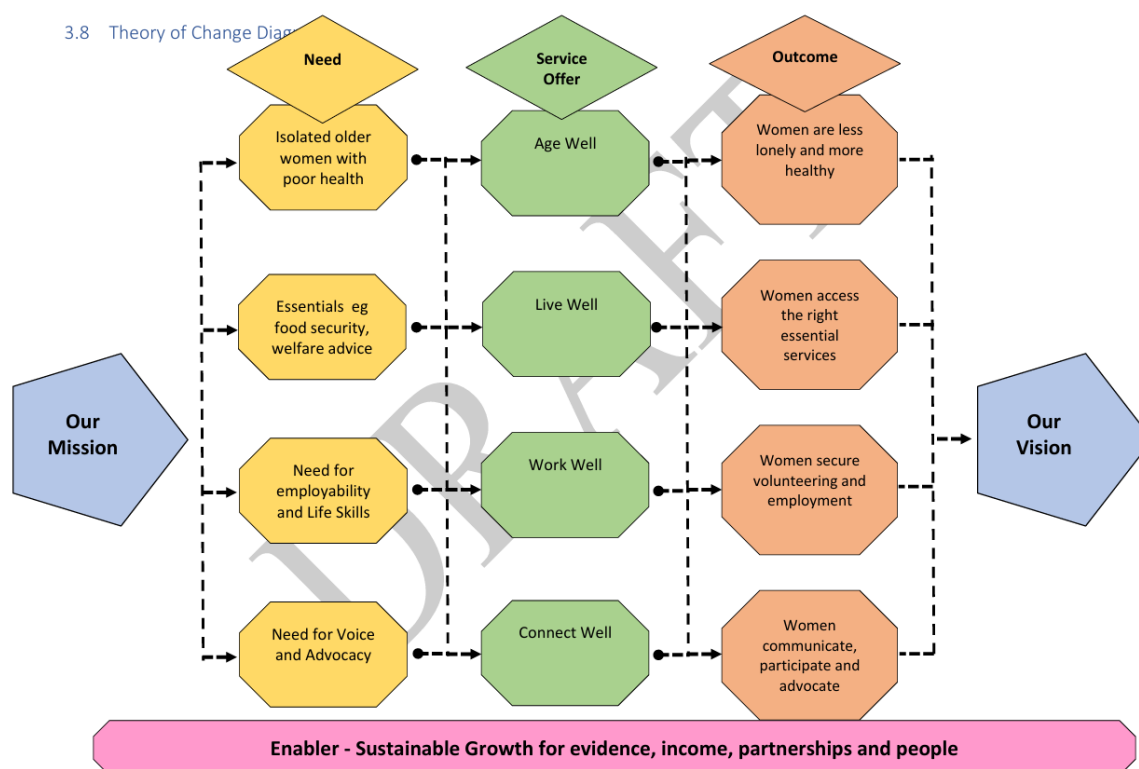 3.8 Theory of Change
Need
Service
Offer
Outcome
Isolated older
women with
poor health
Age Well
Women are less
lonely and more
healthy
Essentials eg
food security,
welfare advice
Live Well
Women access
the right
essential
services
Our
Mission
Our
Vision
Need for
employability
and Life Skills
Work Well
Women secure
volunteering and
employment
Need for Voice
and Advocacy
Connect Well
Women
communicate,
participate and
advocate
Enabler - Sustainable Growth for evidence, income, partnerships and people
DRAFT